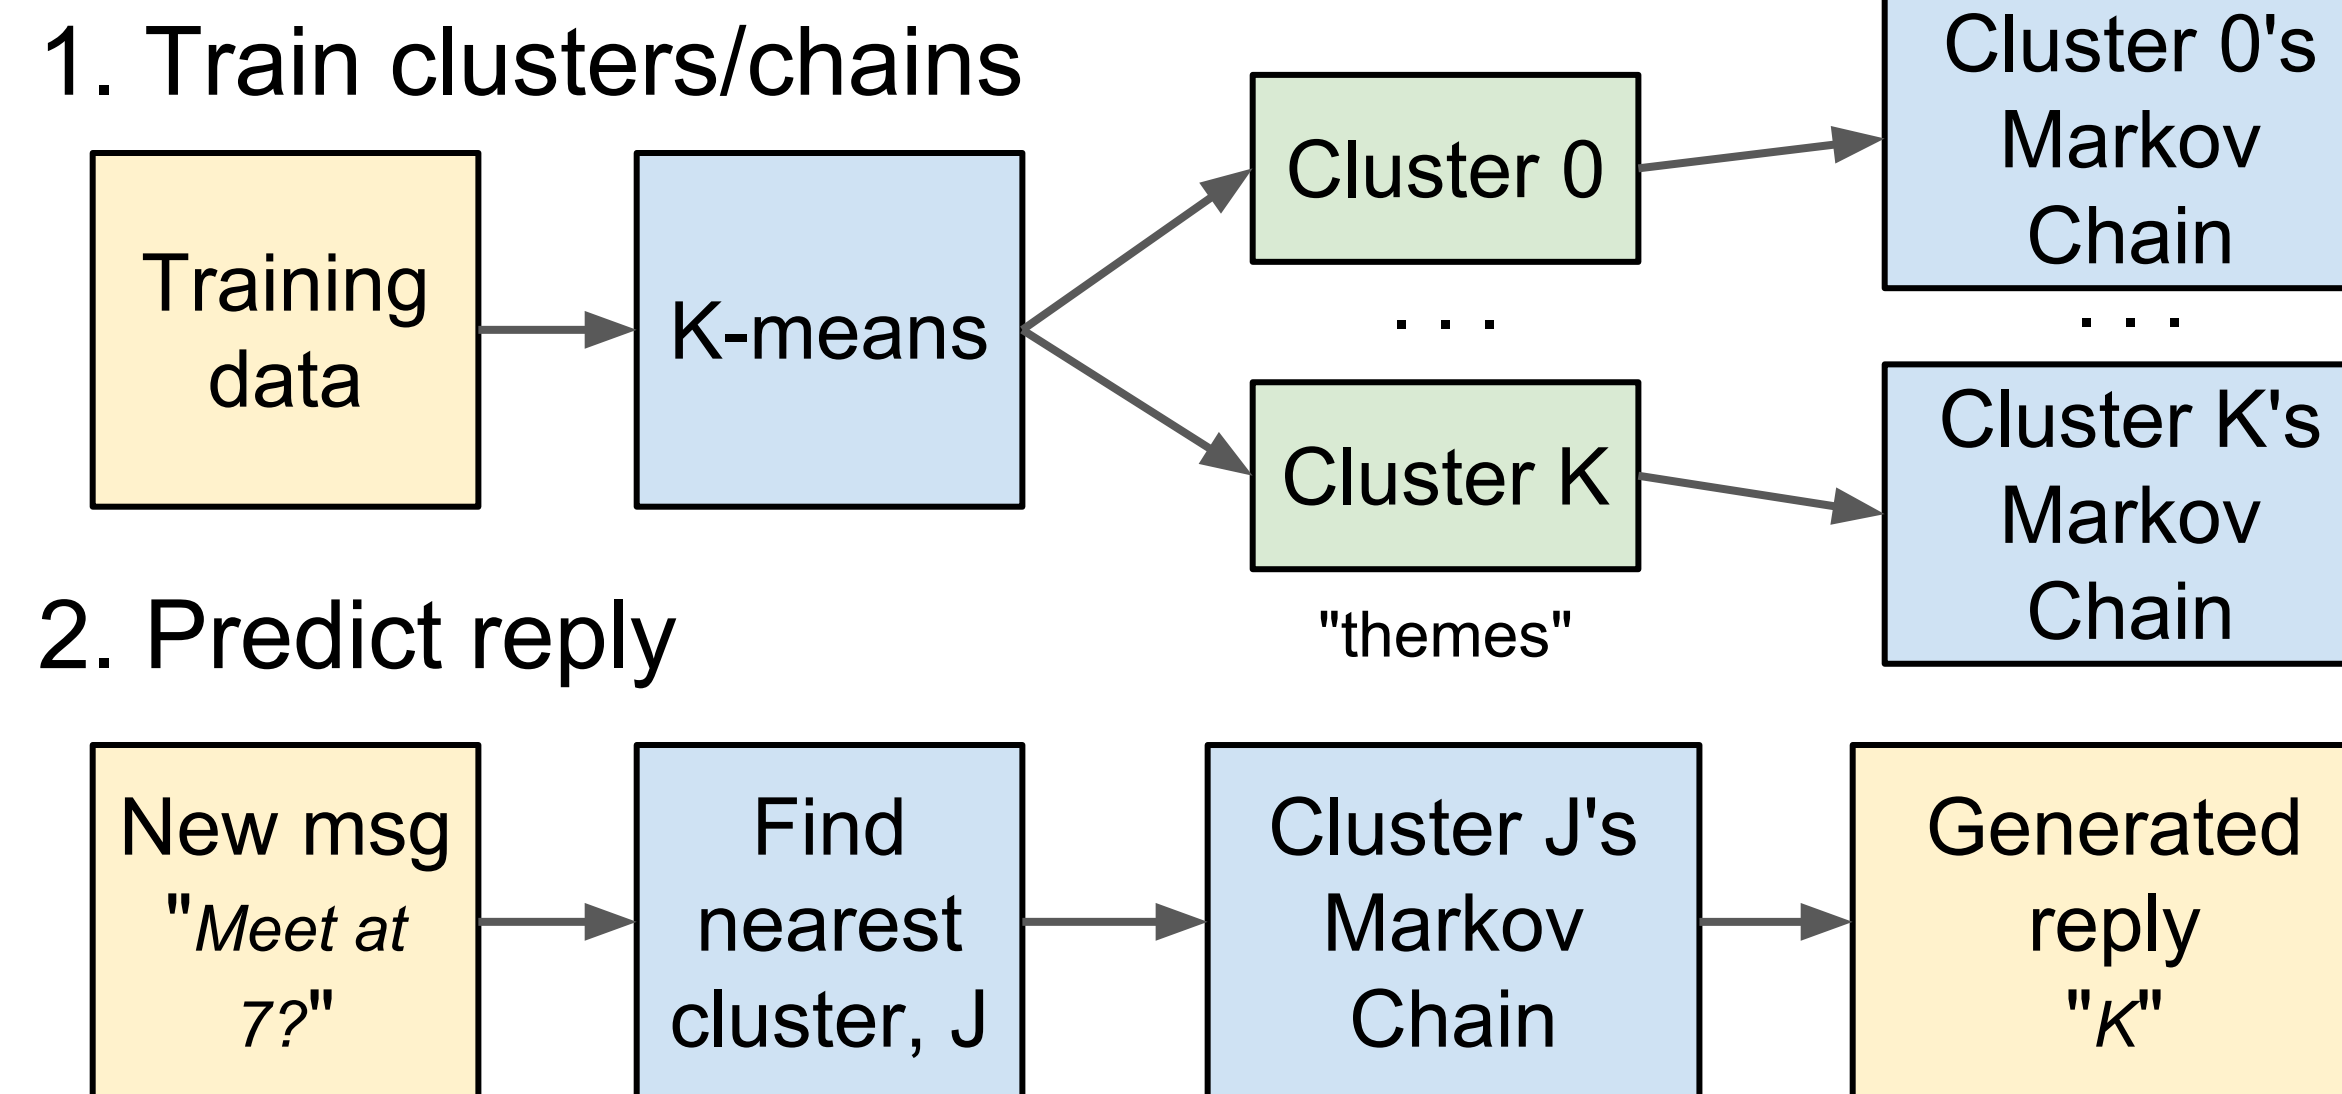 1. Train clusters/chains
Training
data
K-means
Cluster 0
. . .
Cluster K
"themes"
Cluster 0's
Markov
Chain
. . .
Cluster K's
Markov
Chain
2. Predict reply
New msg
"Meet at
7?"
Find
nearest
cluster, J
Cluster J's
Markov
Chain
Generated
reply
"K"